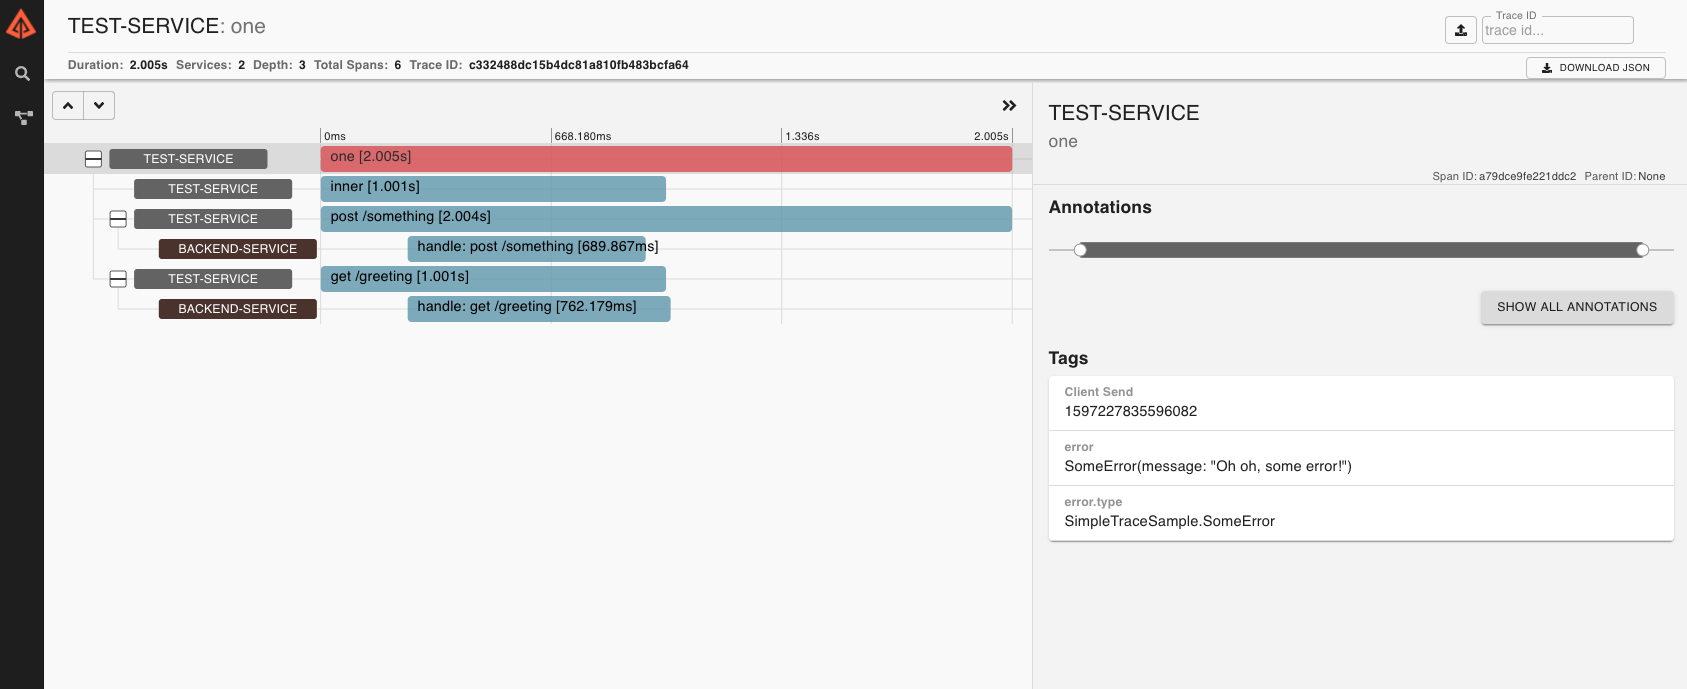 TEST-SERVICE: one
Trace ID
trace id...
Duration: 2.005s Services: 2 Depth: 3 Total Spans: 6 Trace ID: c332488dc15b4dc81a810fb483bcfa64
DOWNLOAD JSON
0ms 668.180ms 1.336s 2.005s
TEST-SERVICE one [2.005s]
TEST-SERVICE inner [1.001s]
TEST-SERVICE post /something [2.004s]
BACKEND-SERVICE handle: post /something [689.867ms]
TEST-SERVICE get /greeting [1.001s]
BACKEND-SERVICE handle: get /greeting [762.179ms]
TEST-SERVICE
one
Span ID: a79dce9fe221ddc2 Parent ID: None
Annotations
SHOW ALL ANNOTATIONS
Tags
Client Send
1597227835596082
error
SomeError(message: "Oh oh, some error!")
error.type
SimpleTraceSample.SomeError